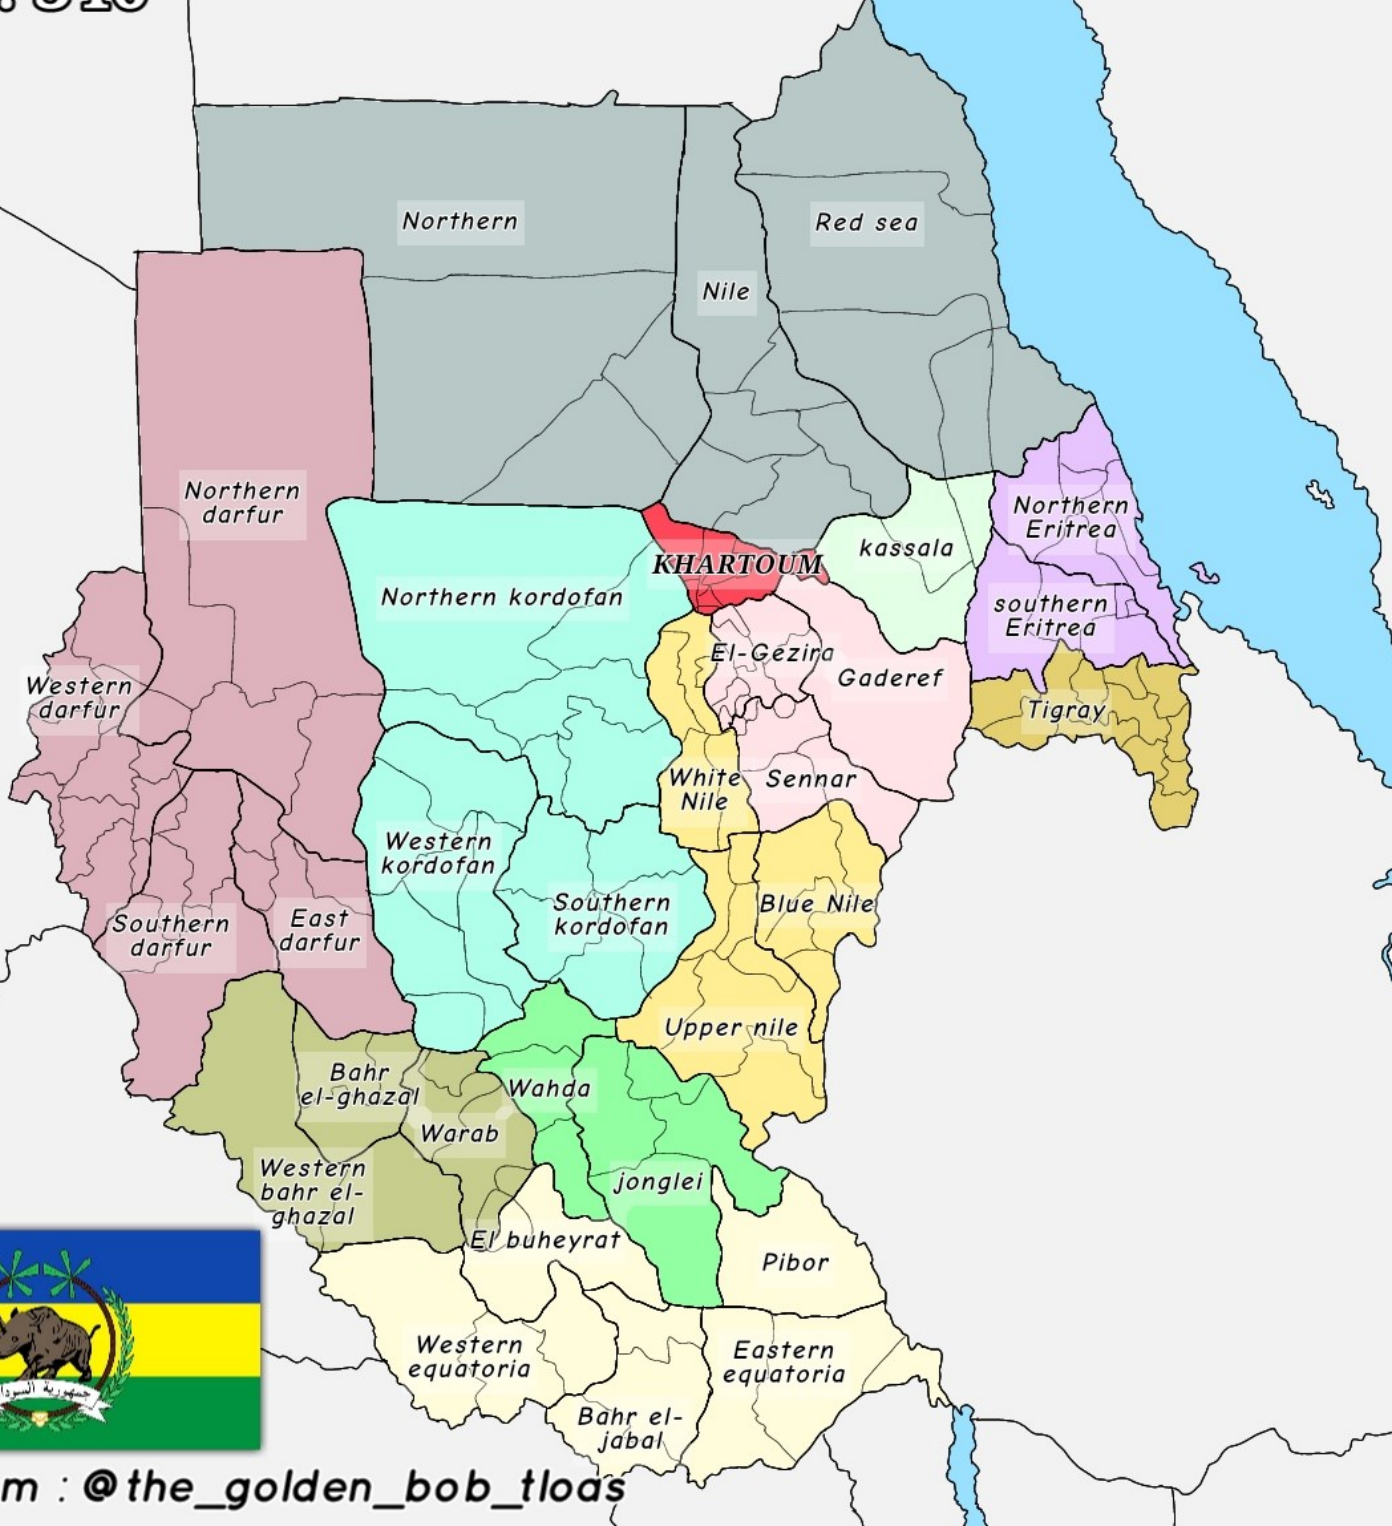 Northern
Red sea
Nile
Northern
darfur
Northern
Eritrea
kassala
KHARTOUM
Northern kordofan
southern
Eritrea
El-Gezira
Gaderef
Western
darfur
Tigray
White
Nile
Sennar
Western
kordofan
Southern
kordofan
Blue Nile
Southern
darfur
East
darfur
Upper nile
Bahr
el-ghazal
Wahda
Warab
Western
bahr el-
ghazal
jonglei
El buheyrat
Pibor
Western
equatoria
Eastern
equatoria
Bahr el-
jabal
جمهورية السودا
m : @the_golden_bob_tloas